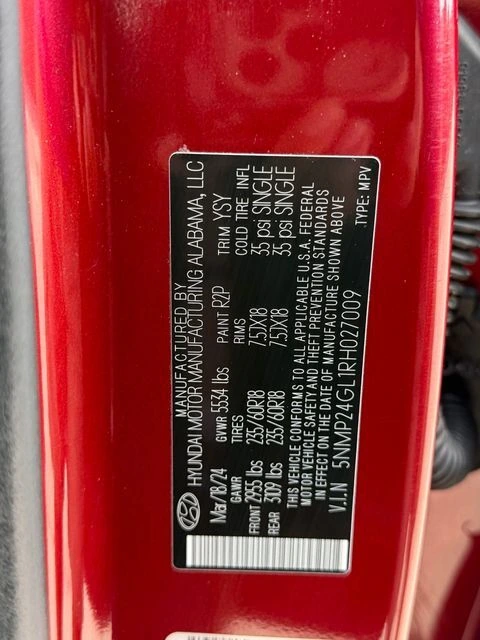 MANUFACTURED BY
HYUNDAI MOTOR MANUFACTURING ALABAMA, LLC
Mar/18/24 GVWR 5534 lbs PAINT R2P TRIM YSY
GAWR TIRES RIMS COLD TIRE INFL
FRONT 2955 lbs 235/60R18 7.5JX18 35 psi SINGLE
REAR 3109 lbs 235/60R18 7.5JX18 35 psi SINGLE
THIS VEHICLE CONFORMS TO ALL APPLICABLE U.S.A. FEDERAL
MOTOR VEHICLE SAFETY AND THEFT PREVENTION STANDARDS
IN EFFECT ON THE DATE OF MANUFACTURE SHOWN ABOVE
V.I.N 5NMP24GL1RH027009 TYPE: MPV